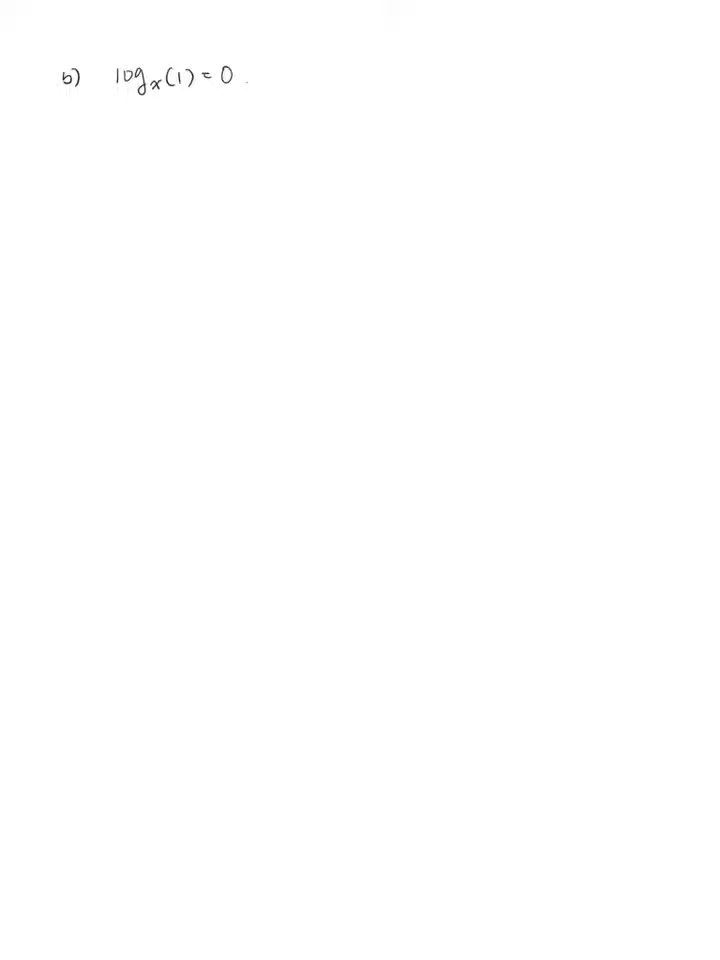 b) logₓ(1) = 0.